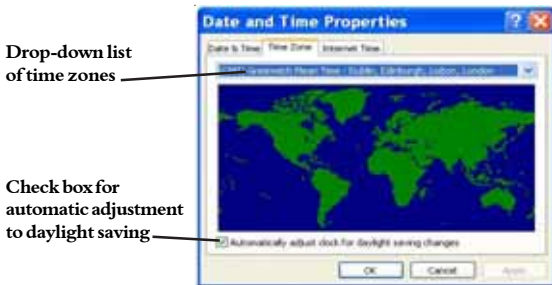 Date and Time Properties
Date & Time Time Zone Internet Time
Drop-down list
of time zones
(GMT) Greenwich Mean Time : Dublin, Edinburgh, Lisbon, London
Check box for
automatic adjustment
to daylight saving
Automatically adjust clock for daylight saving changes
OK Cancel Apply